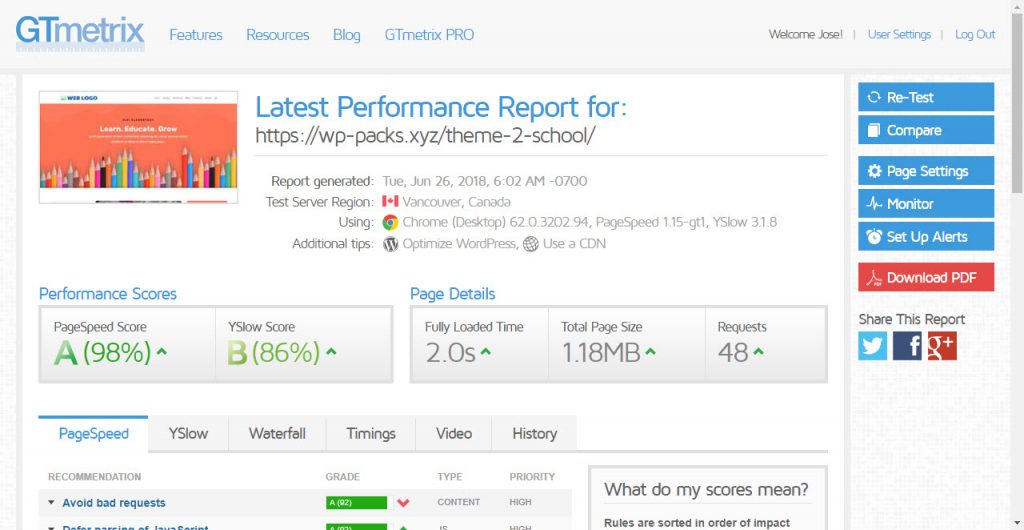 GTmetrix
Features Resources Blog GTmetrix PRO
Welcome Jose! | User Settings | Log Out
WEB LOGO
Learn. Educate. Grow
Latest Performance Report for:
https://wp-packs.xyz/theme-2-school/
Report generated: Tue, Jun 26, 2018, 6:02 AM -0700
Test Server Region: Vancouver, Canada
Using: Chrome (Desktop) 62.0.3202.94, PageSpeed 1.15-gt1, YSlow 3.1.8
Additional tips: Optimize WordPress, Use a CDN
Re-Test
Compare
Page Settings
Monitor
Set Up Alerts
Download PDF
Share This Report
Performance Scores
PageSpeed Score YSlow Score
A (98%) B (86%)
Page Details
Fully Loaded Time Total Page Size Requests
2.0s 1.18MB 48
PageSpeed YSlow Waterfall Timings Video History
RECOMMENDATION GRADE TYPE PRIORITY
Avoid bad requests A (92) CONTENT HIGH
Defer parsing of JavaScript A (92) JS HIGH
What do my scores mean?
Rules are sorted in order of impact